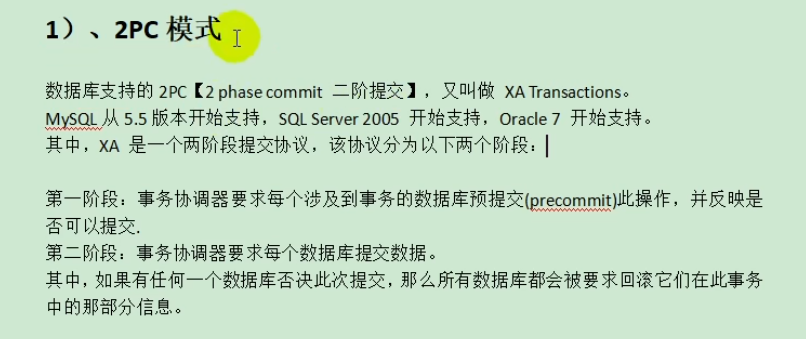 1）、2PC 模式
数据库支持的 2PC【2 phase commit 二阶提交】，又叫做 XA Transactions。
MySQL 从 5.5 版本开始支持，SQL Server 2005 开始支持，Oracle 7 开始支持。
其中，XA 是一个两阶段提交协议，该协议分为以下两个阶段：
第一阶段：事务协调器要求每个涉及到事务的数据库预提交(precommit)此操作，并反映是
否可以提交.
第二阶段：事务协调器要求每个数据库提交数据。
其中，如果有任何一个数据库否决此次提交，那么所有数据库都会被要求回滚它们在此事务
中的那部分信息。